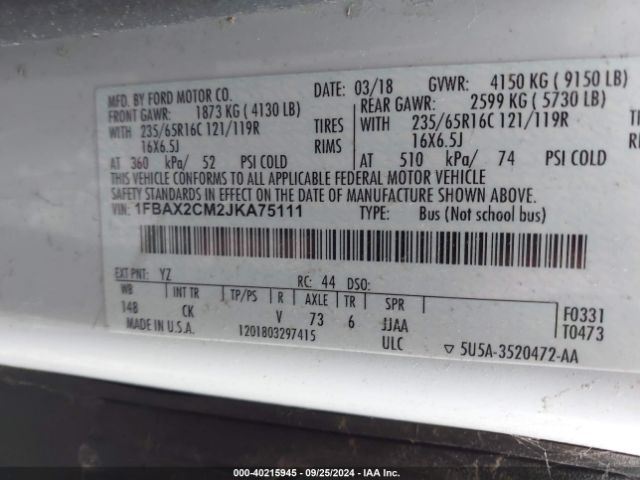 MFD. BY FORD MOTOR CO.
DATE: 03/18 GVWR: 4150 KG ( 9150 LB)
FRONT GAWR: 1873 KG ( 4130 LB) REAR GAWR: 2599 KG ( 5730 LB)
WITH 235/65R16C 121/119R TIRES WITH 235/65R16C 121/119R
16X6.5J RIMS 16X6.5J
AT 360 kPa/ 52 PSI COLD AT 510 kPa/ 74 PSI COLD
THIS VEHICLE CONFORMS TO ALL APPLICABLE FEDERAL MOTOR VEHICLE
SAFETY STANDARDS IN EFFECT ON THE DATE OF MANUFACTURE SHOWN ABOVE.
VIN: 1FBAX2CM2JKA75111 TYPE: Bus (Not school bus)
EXT PNT: YZ RC: 44 DSO:
WB INT TR TP/PS R AXLE TR SPR
148 CK V 73 6 JJAA F0331
MADE IN U.S.A. 1201803297415 ULC T0473
▽ 5U5A-3520472-AA
000-40215945 - 09/25/2024 - IAA Inc.